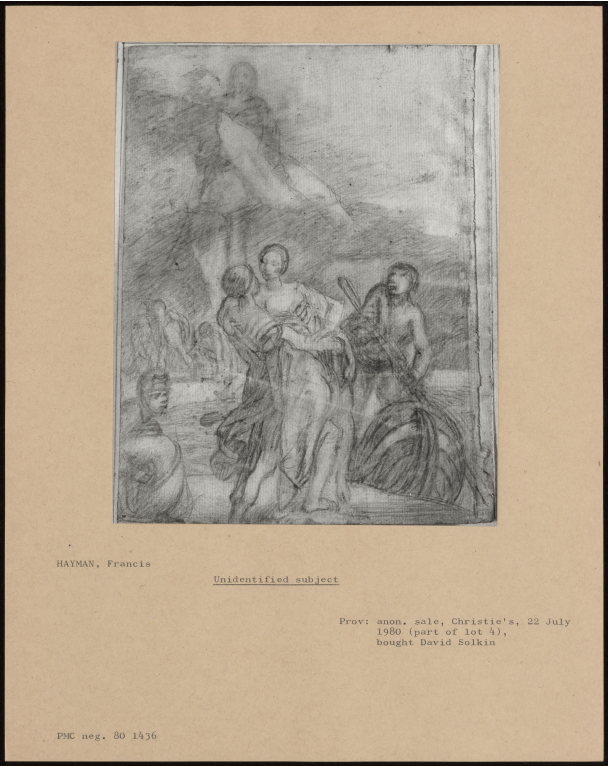 HAYMAN, Francis
Unidentified subject
Prov: anon. sale, Christie's, 22 July
1980 (part of lot 4),
bought David Solkin
PMC neg. 80 1436